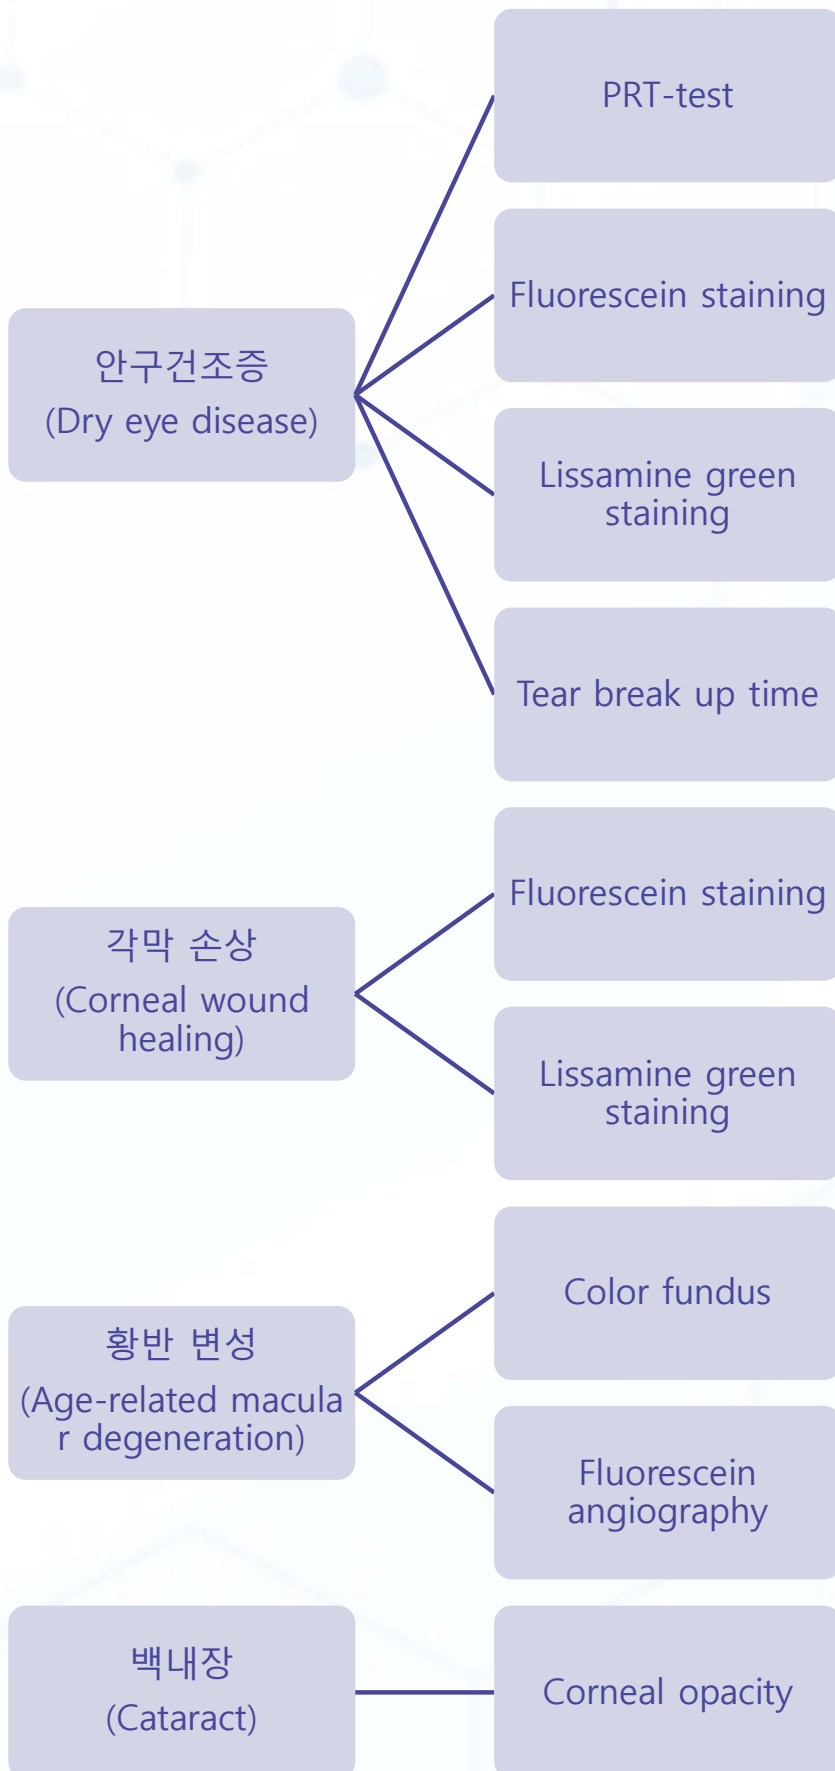 PRT-test
Fluorescein staining
안구건조증
(Dry eye disease)
Lissamine green
staining
Tear break up time
각막 손상
(Corneal wound
healing)
Fluorescein staining
Lissamine green
staining
황반 변성
(Age-related macula
r degeneration)
Color fundus
Fluorescein
angiography
백내장
(Cataract)
Corneal opacity